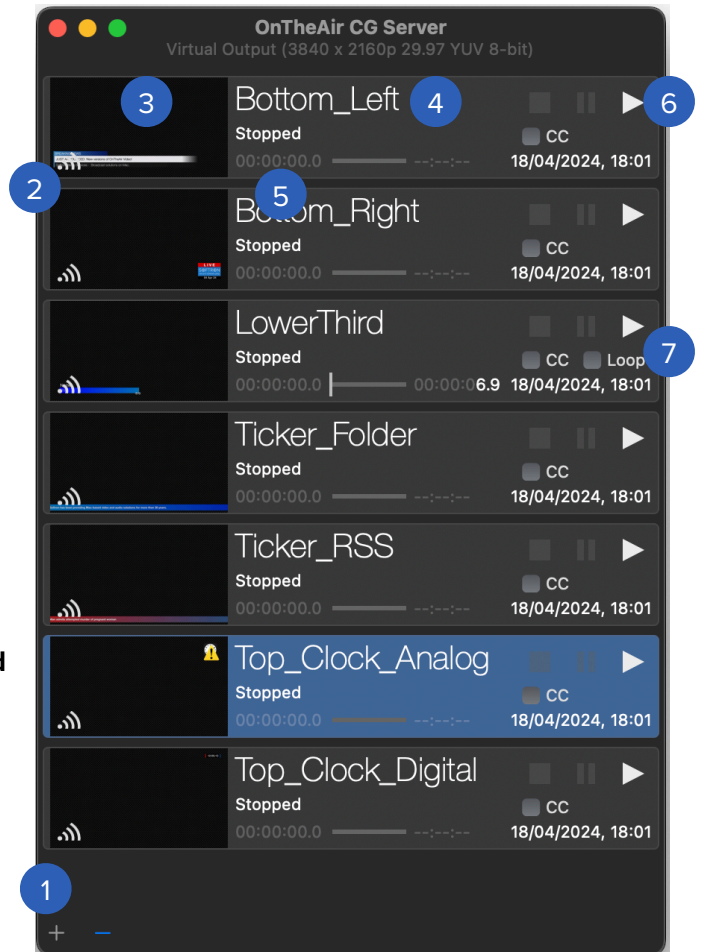 OnTheAir CG Server
Virtual Output (3840 x 2160p 29.97 YUV 8-bit)
3
Bottom_Left
4
6
Stopped
CC
00:00:00.0 --:--:-- 18/04/2024, 18:01
2
5
Bottom_Right
LIVE
Stopped
CC
00:00:00.0 --:--:-- 18/04/2024, 18:01
LowerThird
Stopped
CC Loop
7
00:00:00.0 00:00:06.9 18/04/2024, 18:01
Ticker_Folder
Stopped
CC
00:00:00.0 --:--:-- 18/04/2024, 18:01
Ticker_RSS
Stopped
CC
00:00:00.0 --:--:-- 18/04/2024, 18:01
d
Top_Clock_Analog
Stopped
CC
00:00:00.0 --:--:-- 18/04/2024, 18:01
Top_Clock_Digital
Stopped
CC
00:00:00.0 --:--:-- 18/04/2024, 18:01
1
+ −